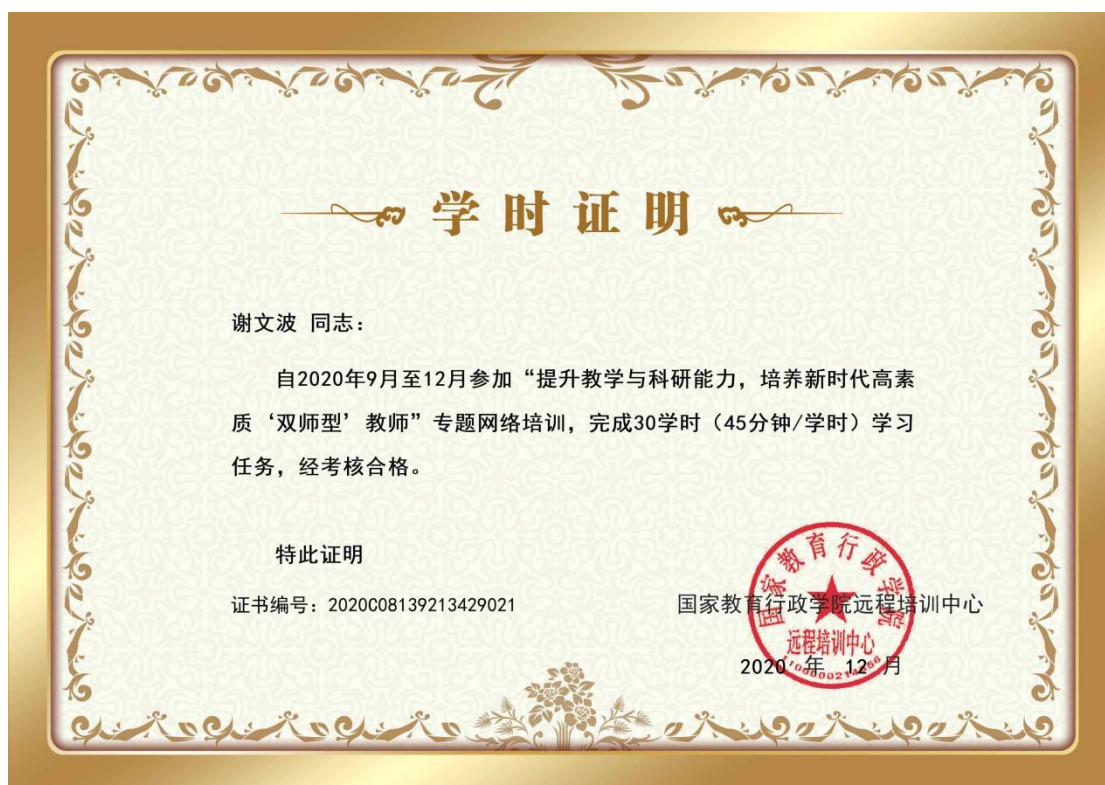 学时证明
谢文波 同志：
自2020年9月至12月参加“提升教学与科研能力，培养新时代高素
质‘双师型’教师”专题网络培训，完成30学时（45分钟/学时）学习
任务，经考核合格。
特此证明
证书编号：2020C08139213429021
国家教育行政学院远程培训中心
2020 年 12 月
国家教育行政学院
远程培训中心